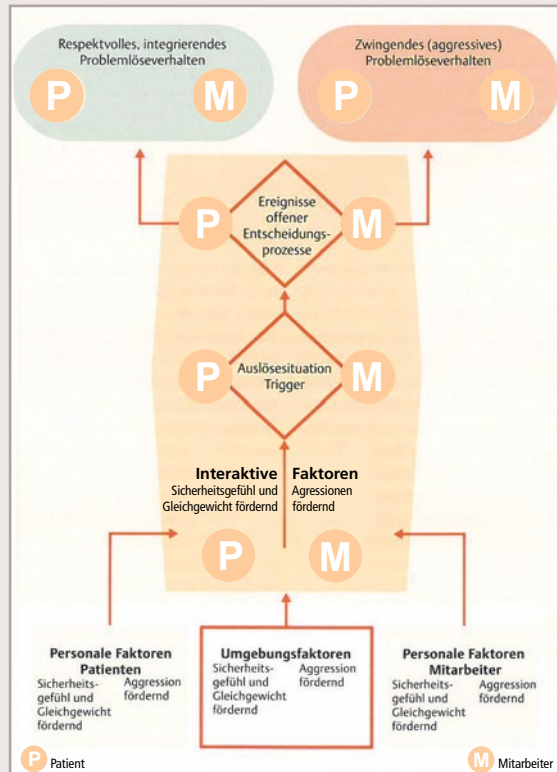 Respektvolles, integrierendes
Problemlöseverhalten
P
M
Zwingendes (aggressives)
Problemlöseverhalten
P
M
Ereignisse
offener
Entscheidungs-
prozesse
P
M
Auslösesituation
Trigger
P
M
Interaktive Faktoren
Sicherheitsgefühl und
Gleichgewicht fördernd
Agressionen
fördernd
P
M
Personale Faktoren
Patienten
Sicherheits-
gefühl und
Gleichgewicht
fördernd
Aggression
fördernd
Umgebungsfaktoren
Sicherheits-
gefühl und
Gleichgewicht
fördernd
Aggression
fördernd
Personale Faktoren
Mitarbeiter
Sicherheits-
gefühl und
Gleichgewicht
fördernd
Aggression
fördernd
P Patient
M Mitarbeiter